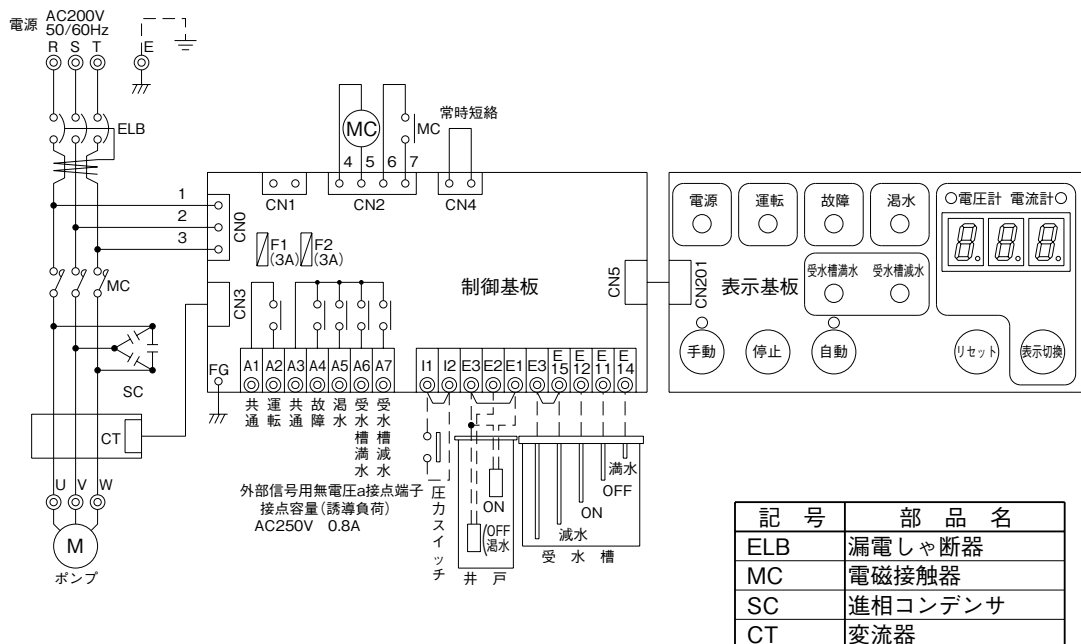 電源 AC200V
50/60Hz
R S T E
ELB
MC
MC
常時短絡
4 5 6 7
CN1 CN2 CN4
1
2
3
CN0
F1
(3A)
F2
(3A)
MC
CN3
制御基板
CN5
CN201
表示基板
電源 運転 故障 渇水
電圧計 電流計
8.8.8.
受水槽満水 受水槽減水
手動 停止 自動 リセット 表示切換
SC
FG
A1 A2 A3 A4 A5 A6 A7
I1 I2 E3 E2 E1 E3 E15 E12 E11 E14
共通
運転
共通
故障
渇水
受水槽満水
受水槽減水
CT
U V W
M
ポンプ
外部信号用無電圧a接点端子
接点容量(誘導負荷)
AC250V 0.8A
圧力スイッチ
ON
OFF
渇水
井戸
満水
OFF
ON
減水
受水槽
記号 部品名
ELB 漏電しゃ断器
MC 電磁接触器
SC 進相コンデンサ
CT 変流器